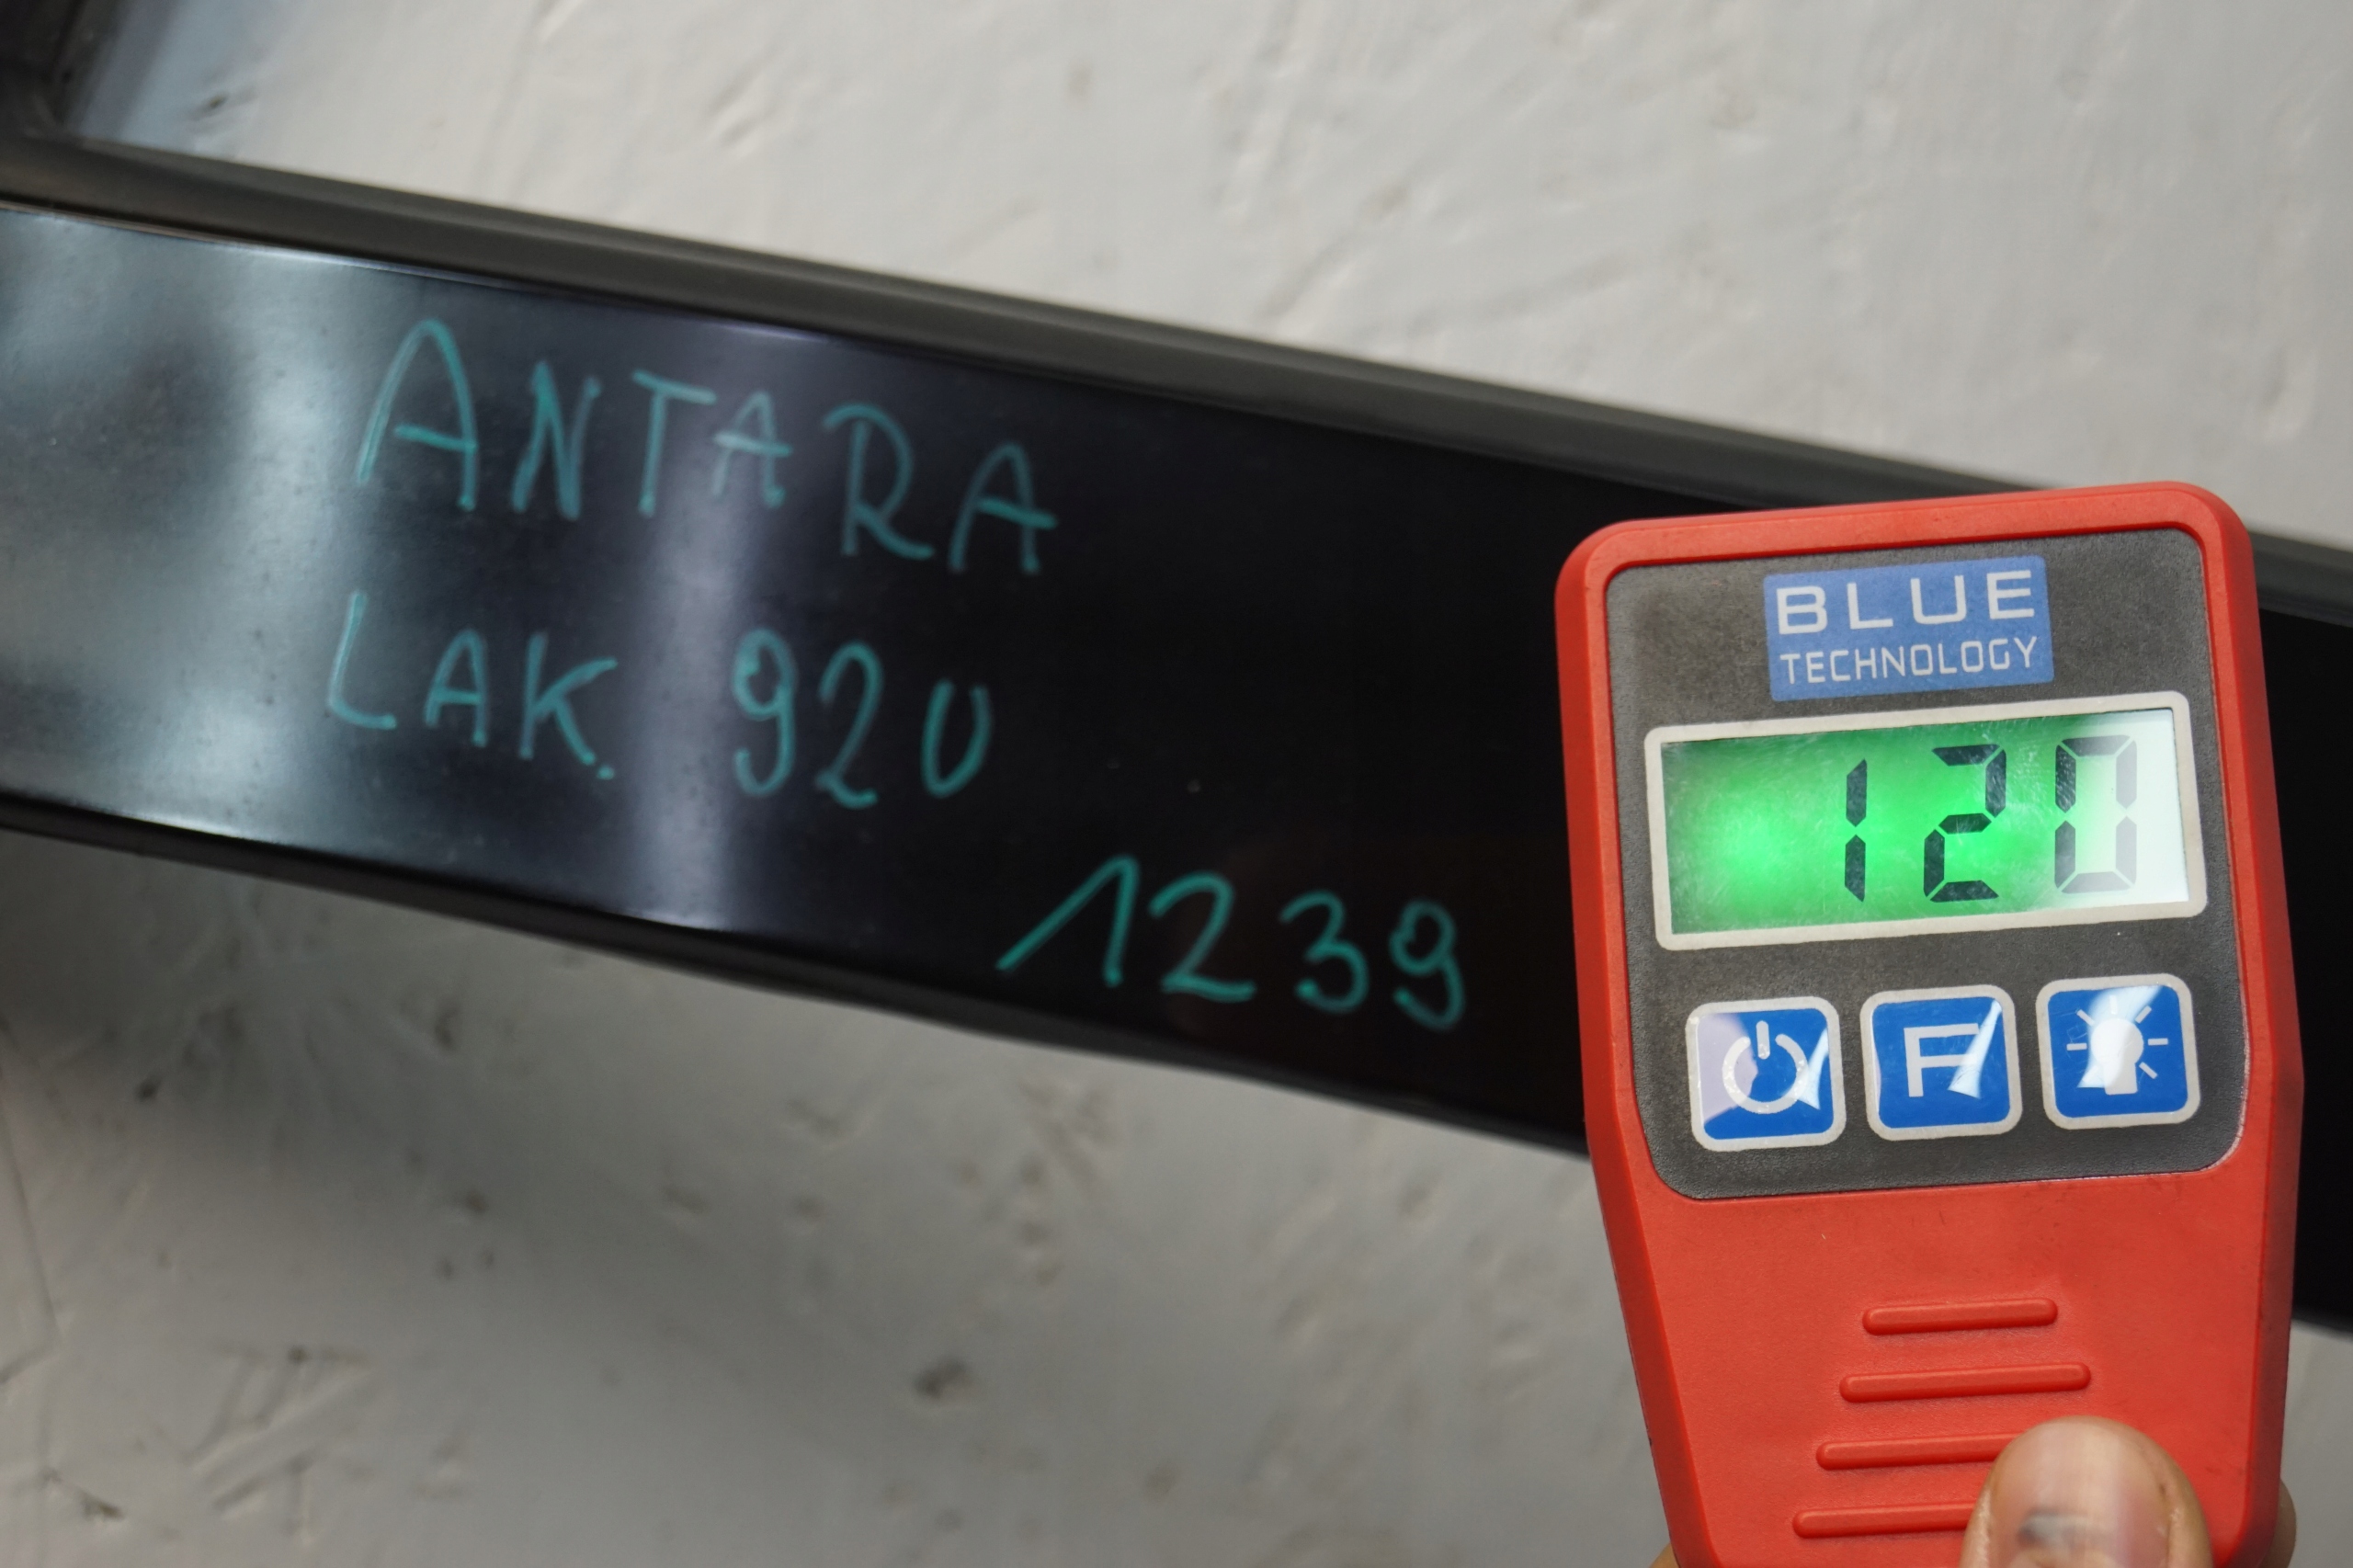 ANTARA
LAK. 92U
1239
BLUE
TECHNOLOGY
120
F